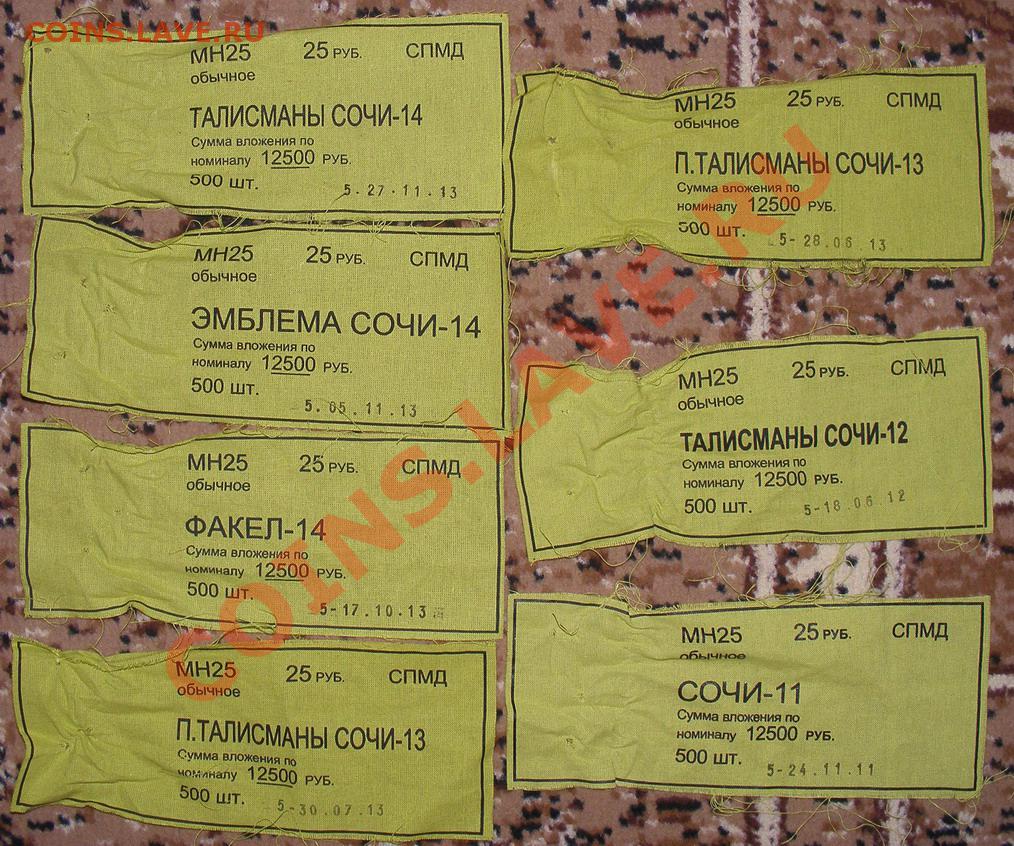 COINS.LAVE.RU
МН25 25 РУБ. СПМД
обычное
ТАЛИСМАНЫ СОЧИ-14
Сумма вложения по
номиналу 12500 РУБ.
500 шт.
5-27.11.13
МН25 25 РУБ. СПМД
обычное
ЭМБЛЕМА СОЧИ-14
Сумма вложения по
номиналу 12500 РУБ.
500 шт.
5.05.11.13
МН25 25 РУБ. СПМД
обычное
ФАКЕЛ-14
Сумма вложения по
номиналу 12500 РУБ.
500 шт.
5-17.10.13
МН25 25 РУБ. СПМД
обычное
П.ТАЛИСМАНЫ СОЧИ-13
Сумма вложения по
номиналу 12500 РУБ.
500 шт.
5-30.07.13
МН25 25 РУБ. СПМД
обычное
П.ТАЛИСМАНЫ СОЧИ-13
Сумма вложения по
номиналу 12500 РУБ.
500 шт.
5-28.06.13
МН25 25 РУБ. СПМД
обычное
ТАЛИСМАНЫ СОЧИ-12
Сумма вложения по
номиналу 12500 РУБ.
500 шт.
5-18.06.12
МН25 25 РУБ. СПМД
обычное
СОЧИ-11
Сумма вложения по
номиналу 12500 РУБ.
500 шт.
5-24.11.11
COINS.LAVE.RU